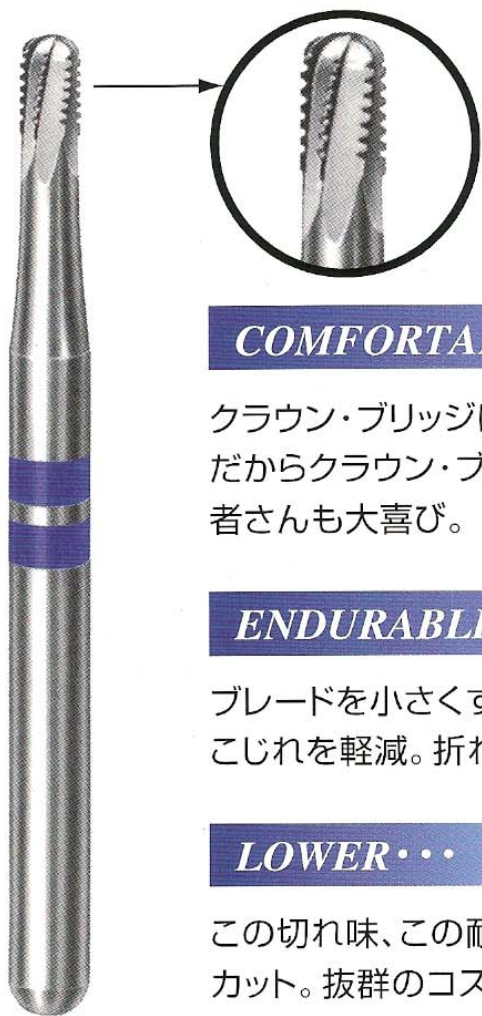 COMFORTA
クラウン・ブリッジ
だからクラウン・ブ
者さんも大喜び。
ENDURABL
ブレードを小さくす
こじれを軽減。折れ
LOWER・・・
この切れ味、この耐
カット。抜群のコス